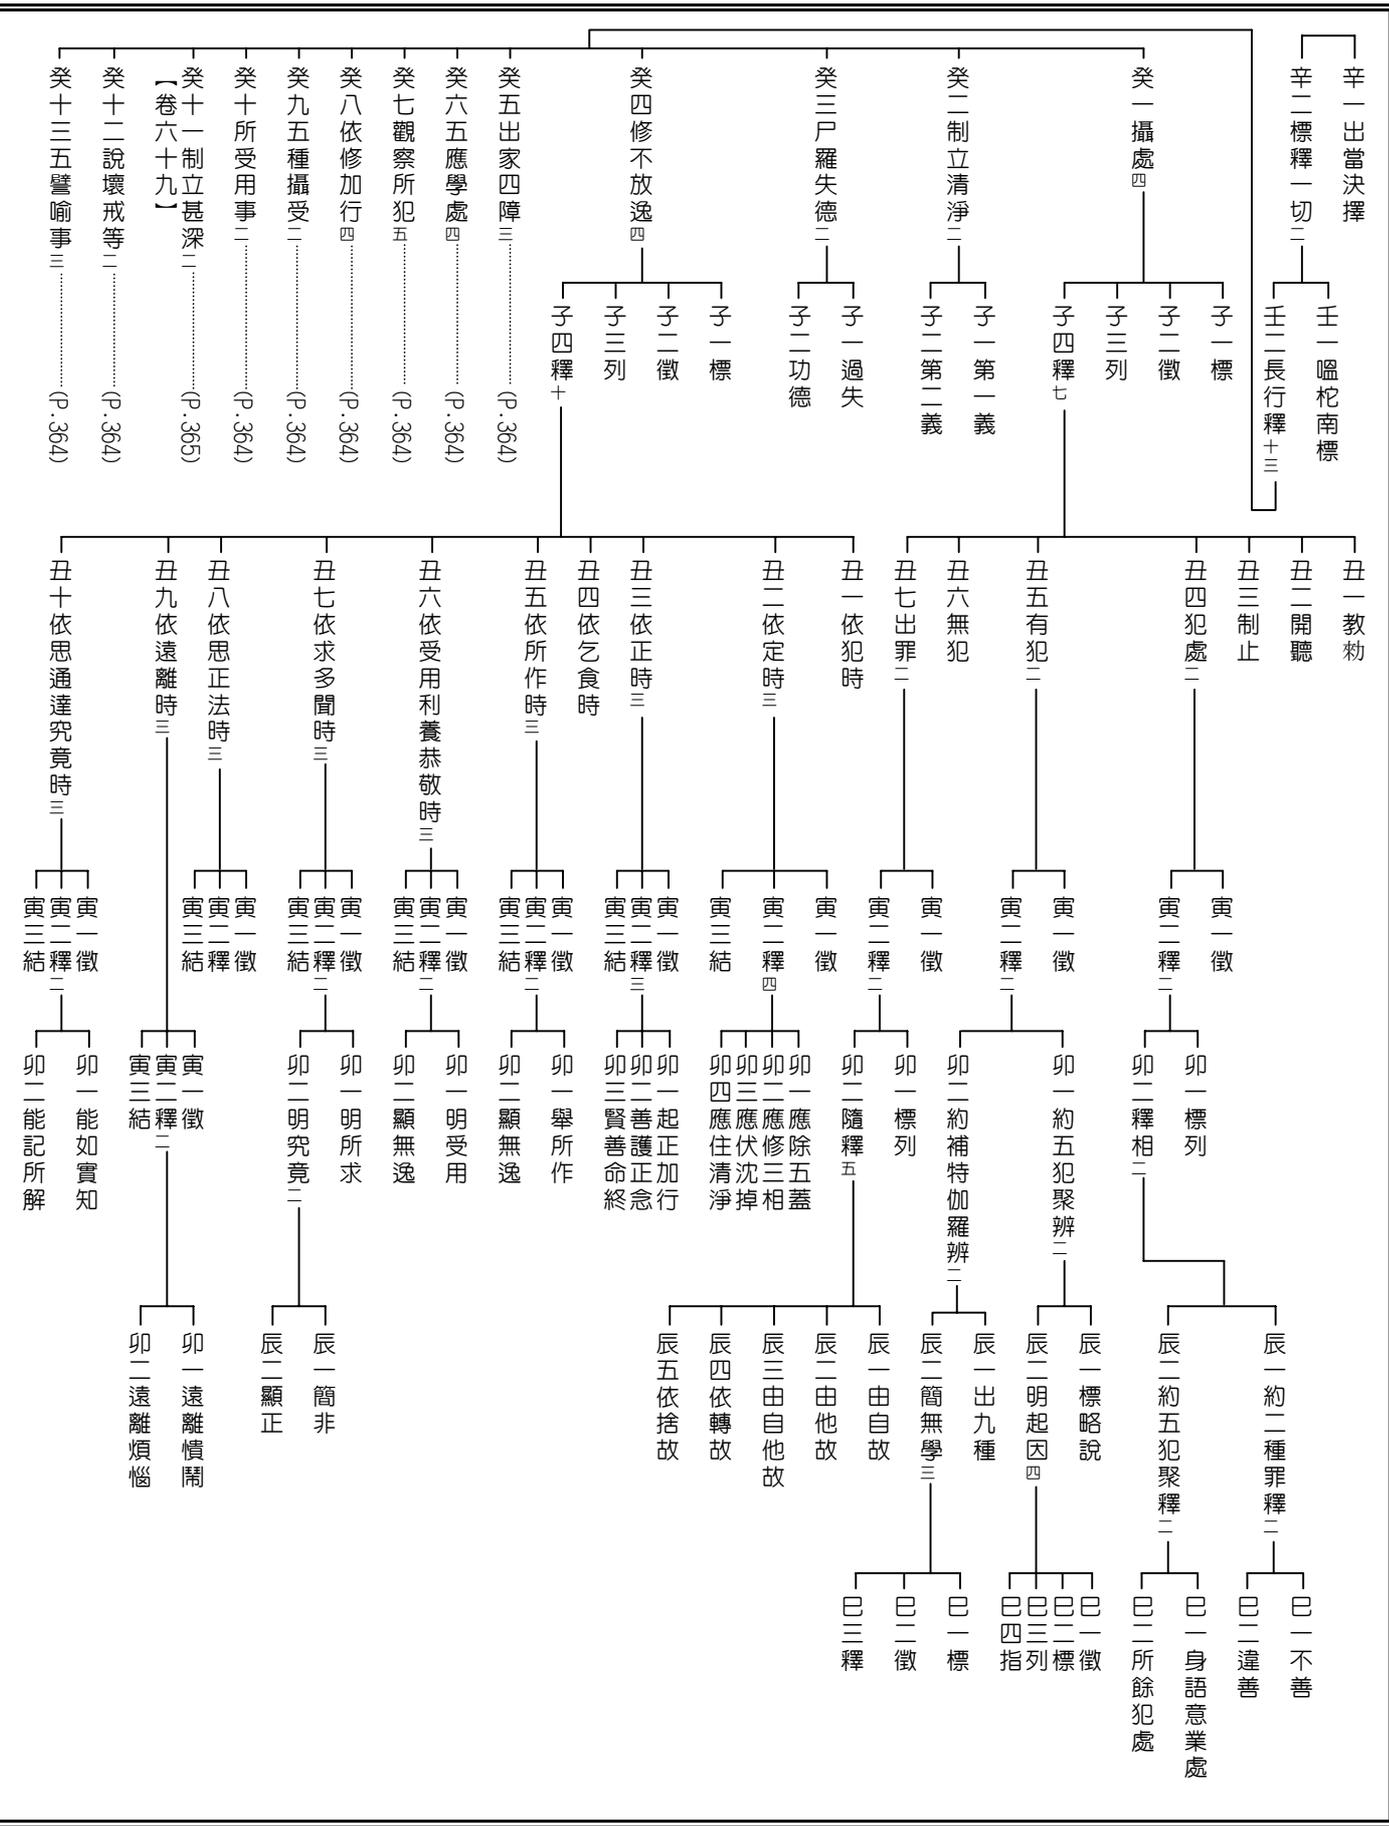 辛一出當決擇
辛二標釋一切二
壬一嗢柁南標
壬二長行釋十三
癸一攝處四
癸二制立清淨二
癸三尸羅失德二
癸四修不放逸四
癸五出家四障三…………(P.364)
癸六五應學處四…………(P.364)
癸七觀察所犯五…………(P.364)
癸八依修加行四…………(P.364)
癸九五種攝受二…………(P.364)
癸十所受用事二…………(P.364)
癸十一制立甚深二…………(P.365)
【卷六十九】
癸十二說壞戒等二…………(P.364)
癸十三五譬喻事三…………(P.364)
子一標
子二徵
子三列
子四釋七
子一第一義
子二第二義
子一過失
子二功德
子一標
子二徵
子三列
子四釋十
丑一教勑
丑二開聽
丑三制止
丑四犯處二
丑五有犯二
丑六無犯
丑七出罪二
丑一依犯時
丑二依定時三
丑三依正時三
丑四依乞食時
丑五依所作時三
丑六依受用利養恭敬時三
丑七依求多聞時三
丑八依思正法時三
丑九依遠離時三
丑十依思通達究竟時三
寅一徵
寅二釋二
寅一徵
寅二釋二
寅一徵
寅二釋二
寅一徵
寅二釋四
寅三結
寅一徵
寅二釋三
寅三結
寅一徵
寅二釋二
寅三結
寅一徵
寅二釋二
寅三結
寅一徵
寅二釋二
寅三結
寅一徵
寅二釋
寅三結
寅一徵
寅二釋二
寅三結
卯一標列
卯二釋相二
卯一約五犯聚辨二
卯二約補特伽羅辨二
卯一標列
卯二隨釋五
卯一應除五蓋
卯二應修三相
卯三應伏沈掉
卯四應住清淨
卯一起正加行
卯二善護正念
卯三賢善命終
卯一舉所作
卯二顯無逸
卯一明受用
卯二顯無逸
卯一明所求
卯二明究竟二
寅一徵
寅二釋二
寅三結
卯一能如實知
卯二能記所解
辰一約二種罪釋二
辰二約五犯聚釋二
辰一標略說
辰二明起因四
辰一出九種
辰二簡無學三
辰一由自故
辰二由他故
辰三由自他故
辰四依轉故
辰五依捨故
辰一簡非
辰二顯正
卯一遠離憒鬧
卯二遠離煩惱
巳一不善
巳二違善
巳一身語意業處
巳二所餘犯處
巳一徵
巳二標
巳三列
巳四指
巳一標
巳二徵
巳三釋